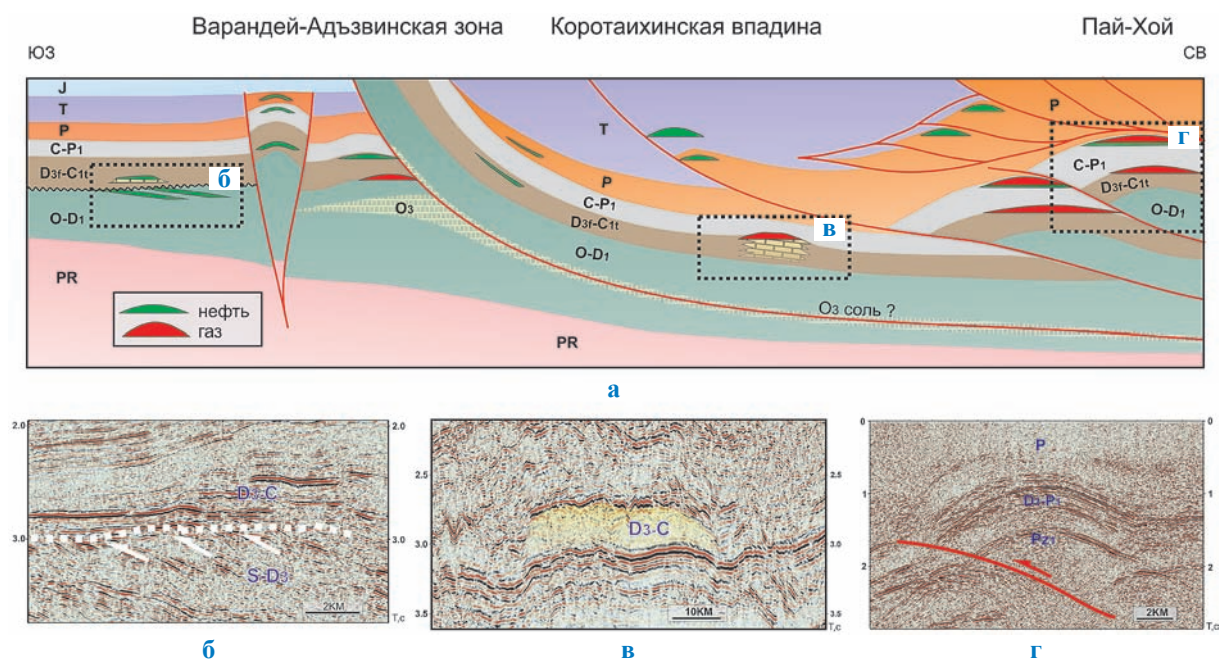 Варандей-Адъзвинская зона Коротаихинская впадина Пай-Хой
ЮЗ СВ
J
T
P
C-P1
D3f-C1t
O-D1
PR
б
O3
T
P
C-P1
D3f-C1t
O-D1
в
O3 соль ?
PR
P
г
C-P1
D3f-C1t
O-D1
нефть
газ
а
2.0 2.0
D3-C
3.0 3.0
S-D3
2КМ
T,c
б
2.5 2.5
D3-C
3.0 3.0
10КМ
3.5 3.5
T,c
в
0 0
P
1 1
D3-P1
Pz1
2 2
2КМ
T,c
г